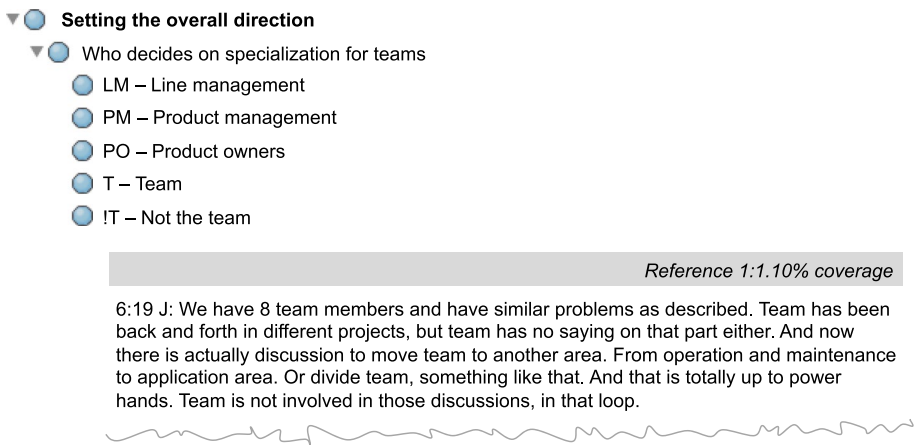 Setting the overall direction
Who decides on specialization for teams
LM – Line management
PM – Product management
PO – Product owners
T – Team
!T – Not the team
Reference 1:1.10% coverage
6:19 J: We have 8 team members and have similar problems as described. Team has been
back and forth in different projects, but team has no saying on that part either. And now
there is actually discussion to move team to another area. From operation and maintenance
to application area. Or divide team, something like that. And that is totally up to power
hands. Team is not involved in those discussions, in that loop.